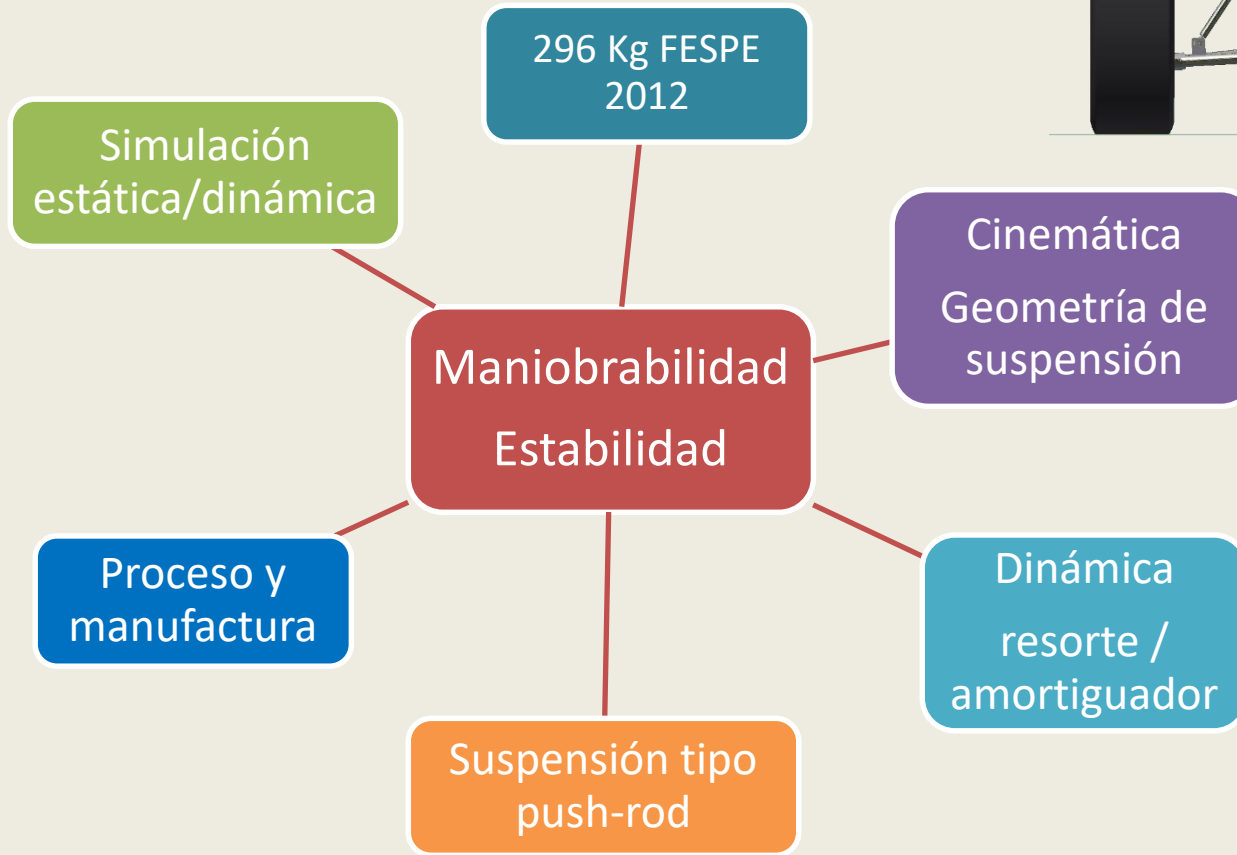 296 Kg FESPE
2012
Simulación
estática/dinámica
Cinemática
Geometría de
suspensión
Maniobrabilidad
Estabilidad
Proceso y
manufactura
Dinámica
resorte /
amortiguador
Suspensión tipo
push-rod